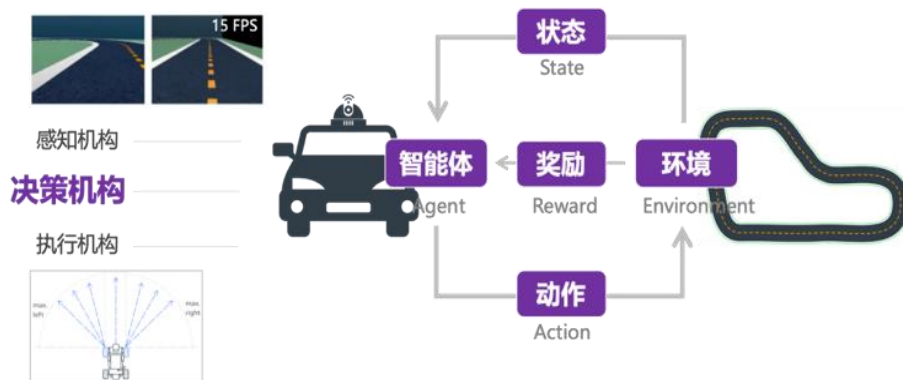 15 FPS
感知机构
决策机构
执行机构
max.
left
max.
right
状态
State
智能体
Agent
奖励
Reward
环境
Environment
动作
Action